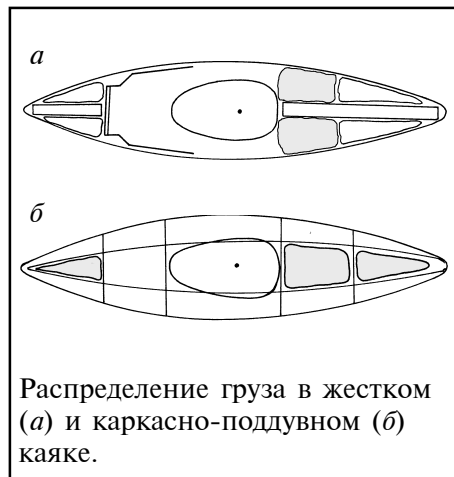 а
б
Распределение груза в жестком
(а) и каркасно-поддувном (б)
каяке.